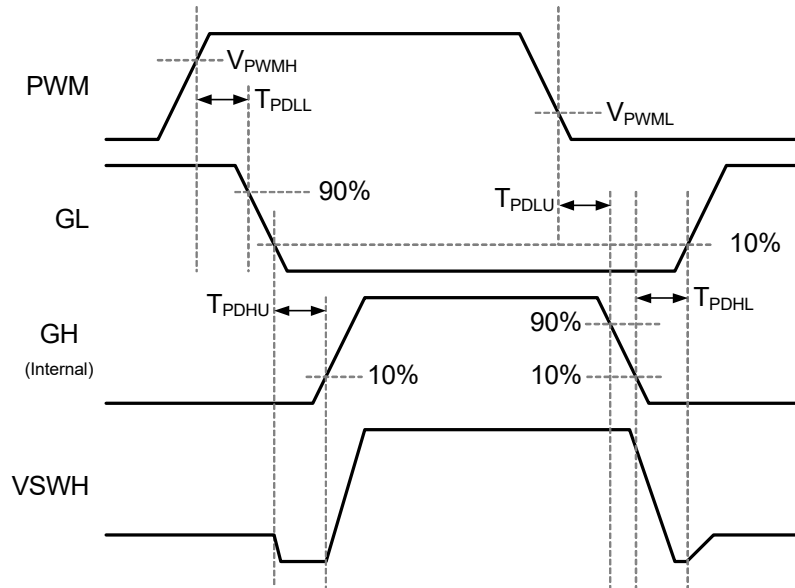 PWM
V_PWMH
T_PDLL
V_PWML
GL
90%
T_PDLU
10%
T_PDHU
T_PDHL
GH
(Internal)
90%
10%
10%
VSWH